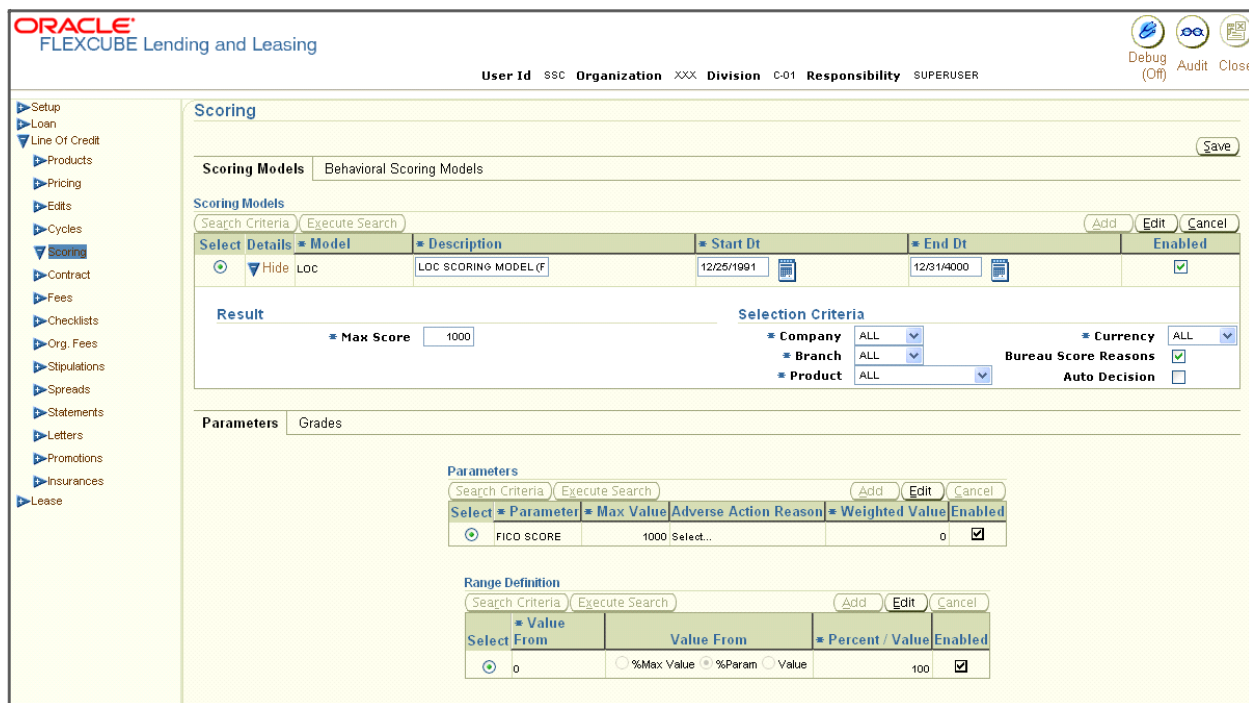 ORACLE
FLEXCUBE Lending and Leasing
Debug (Off) Audit Close
User Id SSC Organization XXX Division C-01 Responsibility SUPERUSER
Setup
Loan
Line Of Credit
Products
Pricing
Edits
Cycles
Scoring
Contract
Fees
Checklists
Org. Fees
Stipulations
Spreads
Statements
Letters
Promotions
Insurances
Lease
Scoring
Save
Scoring Models Behavioral Scoring Models
Scoring Models
Search Criteria Execute Search Add Edit Cancel
Select Details * Model * Description * Start Dt * End Dt Enabled
Hide LOC LOC SCORING MODEL (F 12/25/1991 12/31/4000
Result Selection Criteria
* Max Score 1000 * Company ALL * Currency ALL
* Branch ALL Bureau Score Reasons
* Product ALL Auto Decision
Parameters Grades
Parameters
Search Criteria Execute Search Add Edit Cancel
Select * Parameter * Max Value Adverse Action Reason * Weighted Value Enabled
FICO SCORE 1000 Select... 0
Range Definition
Search Criteria Execute Search Add Edit Cancel
Select * Value From Value From * Percent / Value Enabled
0 %Max Value %Param Value 100